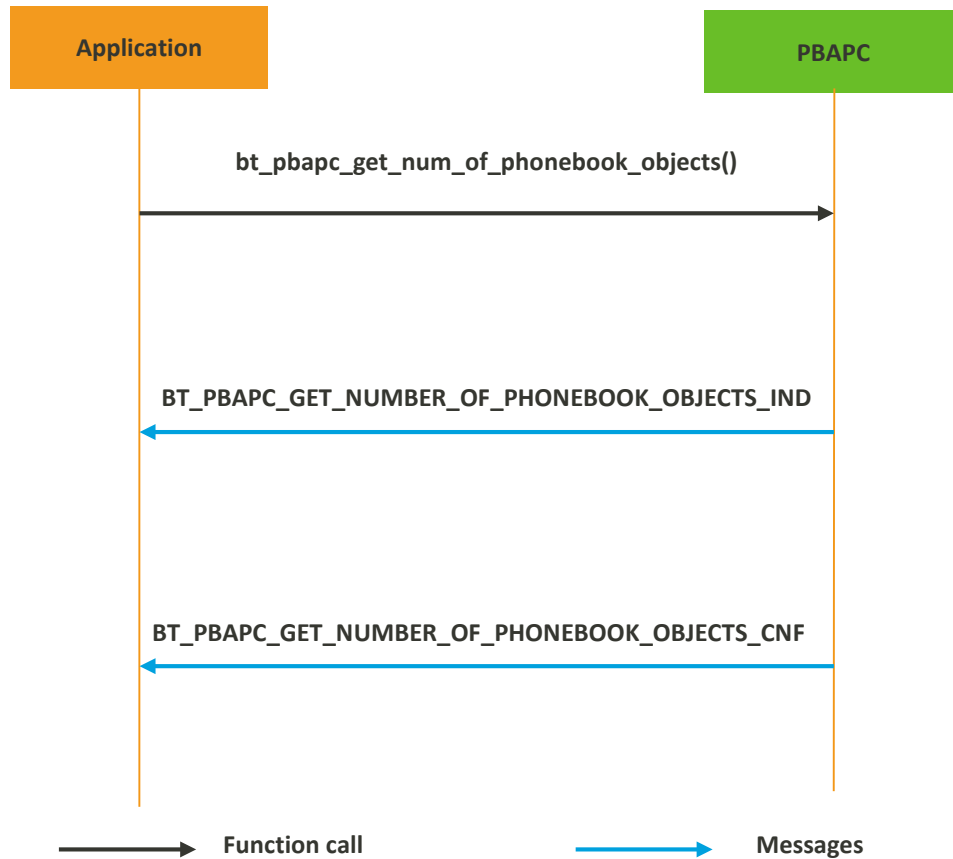 Application
PBAPC
bt_pbapc_get_num_of_phonebook_objects()
BT_PBAPC_GET_NUMBER_OF_PHONEBOOK_OBJECTS_IND
BT_PBAPC_GET_NUMBER_OF_PHONEBOOK_OBJECTS_CNF
Function call
Messages